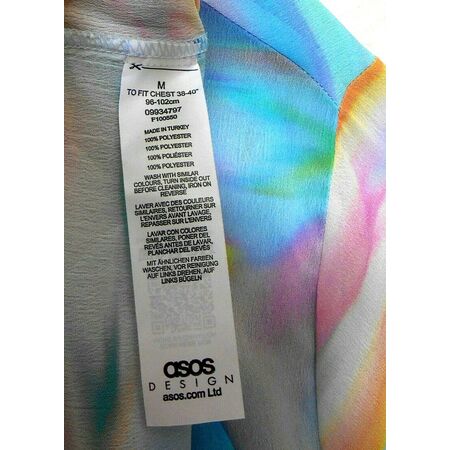 M
TO FIT CHEST 38-40"
96-102cm
09934797
F100550
MADE IN TURKEY
100% POLYESTER
100% POLYESTER
100% POLIÉSTER
100% POLYESTER
WASH WITH SIMILAR
COLOURS, TURN INSIDE OUT
BEFORE CLEANING, IRON ON
REVERSE
LAVER AVEC DES COULEURS
SIMILAIRES, RETOURNER SUR
L'ENVERS AVANT LAVAGE,
REPASSER SUR L'ENVERS
LAVAR CON COLORES
SIMILARES, PONER DEL
REVÉS ANTES DE LAVAR,
PLANCHAR DEL REVÉS
MIT ÄHNLICHEN FARBEN
WASCHEN, VOR REINIGUNG
AUF LINKS DREHEN, AUF
LINKS BÜGELN
asos
DESIGN
asos.com Ltd